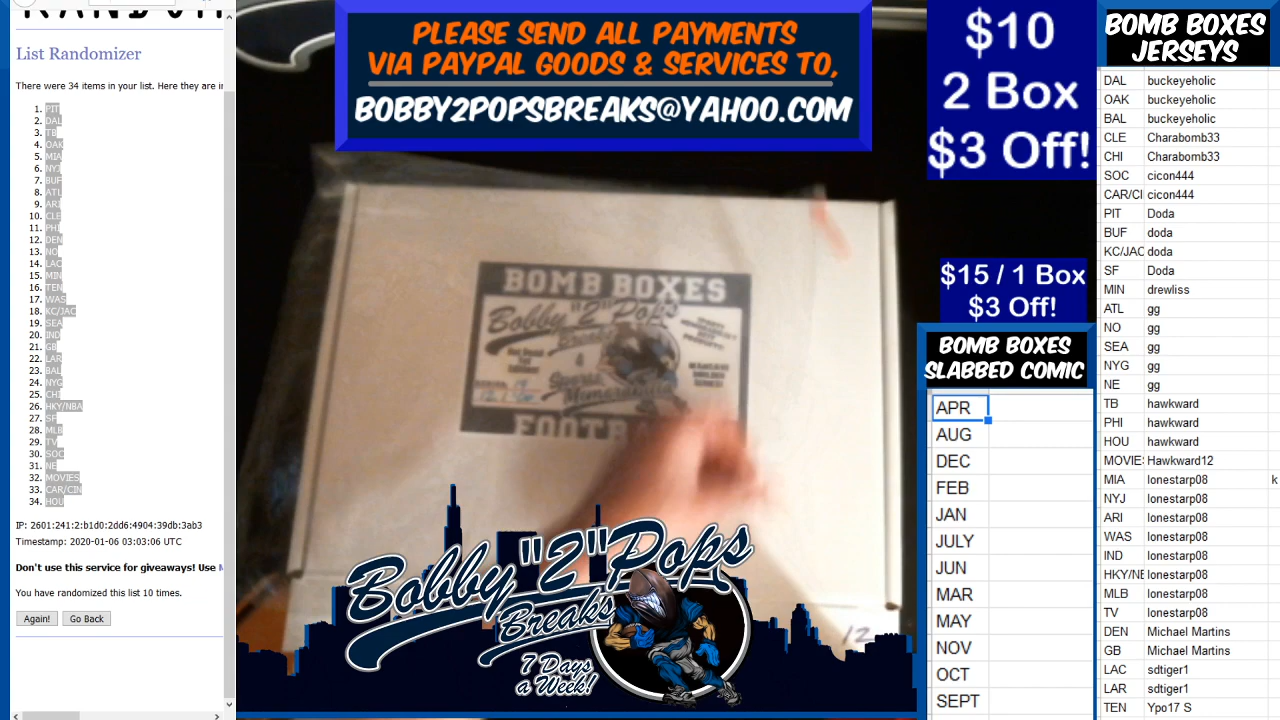 List Randomizer
There were 34 items in your list. Here they are i
1. PIT
2. DAL
3. TB
4. OAK
5. MIA
6. NYJ
7. BUF
8. ATL
9. ARI
10. CLE
11. PHI
12. DEN
13. NO
14. LAC
15. MIN
16. TEN
17. WAS
18. KC/JAC
19. SEA
20. IND
21. GB
22. LAR
23. BAL
24. NYG
25. CHI
26. HKY/NBA
27. SF
28. MLB
29. TV
30. SOC
31. NE
32. MOVIES
33. CAR/CIN
34. HOU
IP: 2601:241:2:b1d0:2dd6:4904:39db:3ab3
Timestamp: 2020-01-06 03:03:06 UTC
Don't use this service for giveaways! Use
You have randomized this list 10 times.
Again! Go Back
PLEASE SEND ALL PAYMENTS
VIA PAYPAL GOODS & SERVICES TO,
BOBBY2POPSBREAKS@YAHOO.COM
BOMB BOXES
Bobby "2" Pops
Breaks
4
Sports
Memorabilia
FOOTB
12
Bobby "2" Pops
Breaks
7 Days
a Week!
$10
2 Box
$3 Off!
$15 / 1 Box
$3 Off!
BOMB BOXES
SLABBED COMIC
APR
AUG
DEC
FEB
JAN
JULY
JUN
MAR
MAY
NOV
OCT
SEPT
BOMB BOXES
JERSEYS
DAL buckeyeholic
OAK buckeyeholic
BAL buckeyeholic
CLE Charabomb33
CHI Charabomb33
SOC cicon444
CAR/CI cicon444
PIT Doda
BUF doda
KC/JAC doda
SF Doda
MIN drewliss
ATL gg
NO gg
SEA gg
NYG gg
NE gg
TB hawkward
PHI hawkward
HOU hawkward
MOVIES Hawkward12
MIA lonestarp08 k
NYJ lonestarp08
ARI lonestarp08
WAS lonestarp08
IND lonestarp08
HKY/NB lonestarp08
MLB lonestarp08
TV lonestarp08
DEN Michael Martins
GB Michael Martins
LAC sdtiger1
LAR sdtiger1
TEN Ypo17 S